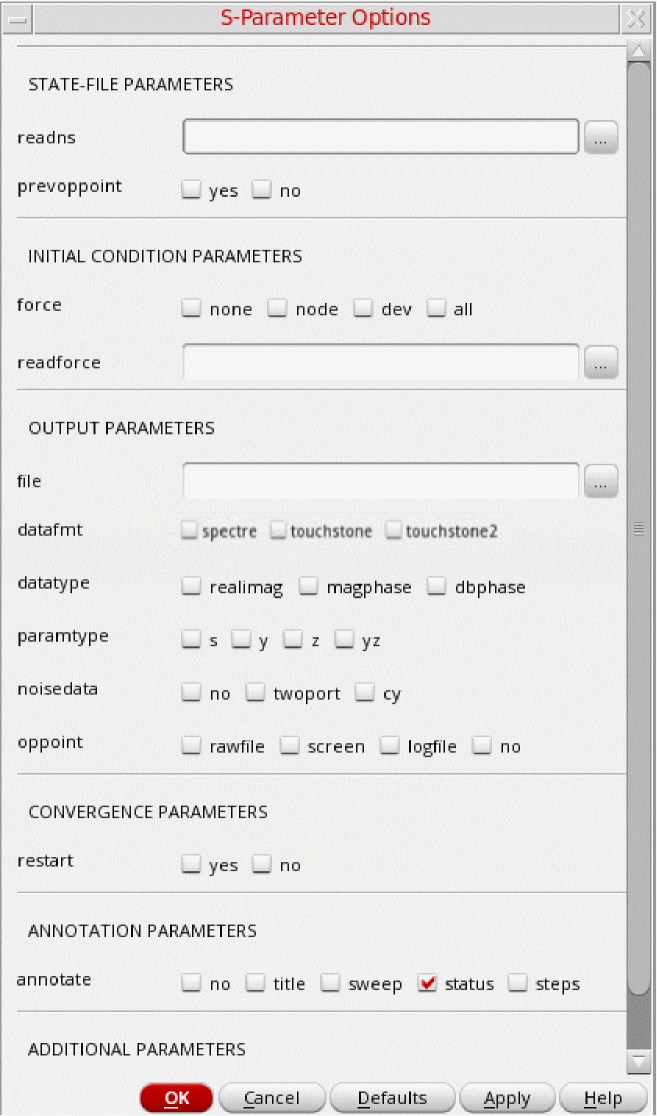 S-Parameter Options
STATE-FILE PARAMETERS
readns ...
prevoppoint yes no
INITIAL CONDITION PARAMETERS
force none node dev all
readforce ...
OUTPUT PARAMETERS
file ...
datafmt spectre touchstone touchstone2
datatype realimag magphase dbphase
paramtype s y z yz
noisedata no twoport cy
oppoint rawfile screen logfile no
CONVERGENCE PARAMETERS
restart yes no
ANNOTATION PARAMETERS
annotate no title sweep status steps
ADDITIONAL PARAMETERS
OK Cancel Defaults Apply Help